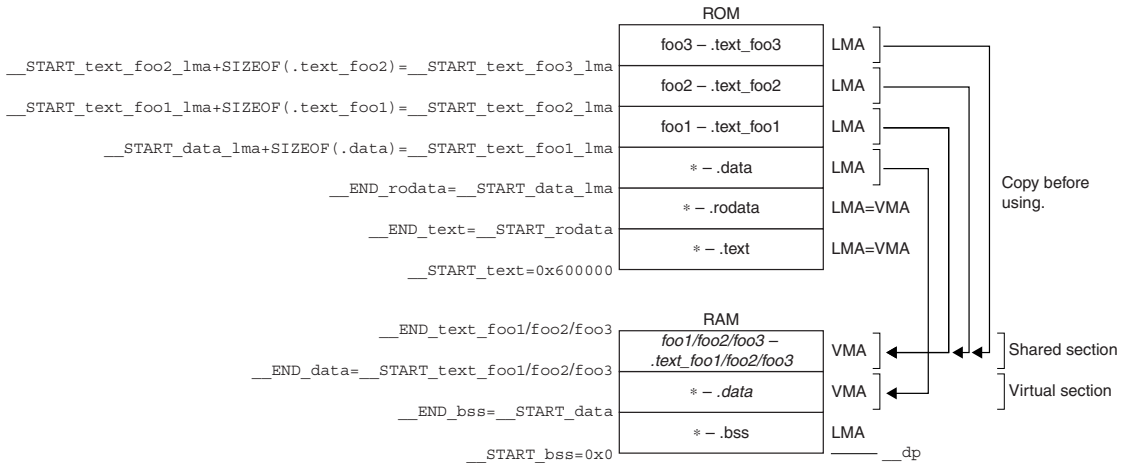 ROM
foo3 – .text_foo3 LMA
__START_text_foo2_lma+SIZEOF(.text_foo2)=__START_text_foo3_lma
foo2 – .text_foo2 LMA
__START_text_foo1_lma+SIZEOF(.text_foo1)=__START_text_foo2_lma
foo1 – .text_foo1 LMA
__START_data_lma+SIZEOF(.data)=__START_text_foo1_lma
* – .data LMA
Copy before
using.
__END_rodata=__START_data_lma
* – .rodata LMA=VMA
__END_text=__START_rodata
* – .text LMA=VMA
__START_text=0x600000
RAM
__END_text_foo1/foo2/foo3
foo1/foo2/foo3 –
.text_foo1/foo2/foo3 VMA Shared section
__END_data=__START_text_foo1/foo2/foo3
* – .data VMA Virtual section
__END_bss=__START_data
* – .bss LMA
__START_bss=0x0 __dp